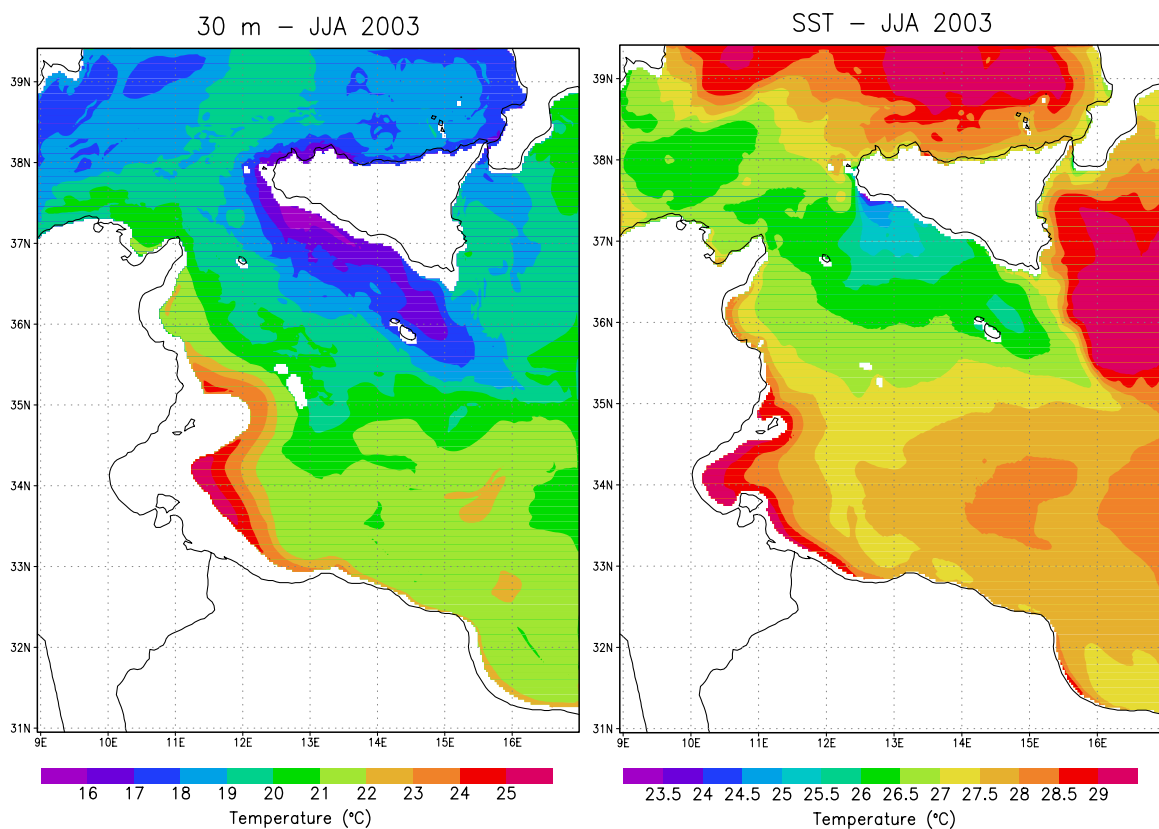 30 m – JJA 2003
SST – JJA 2003
39N
38N
37N
36N
35N
34N
33N
32N
31N
9E 10E 11E 12E 13E 14E 15E 16E
39N
38N
37N
36N
35N
34N
33N
32N
31N
9E 10E 11E 12E 13E 14E 15E 16E
16 17 18 19 20 21 22 23 24 25
Temperature (°C)
23.5 24 24.5 25 25.5 26 26.5 27 27.5 28 28.5 29
Temperature (°C)